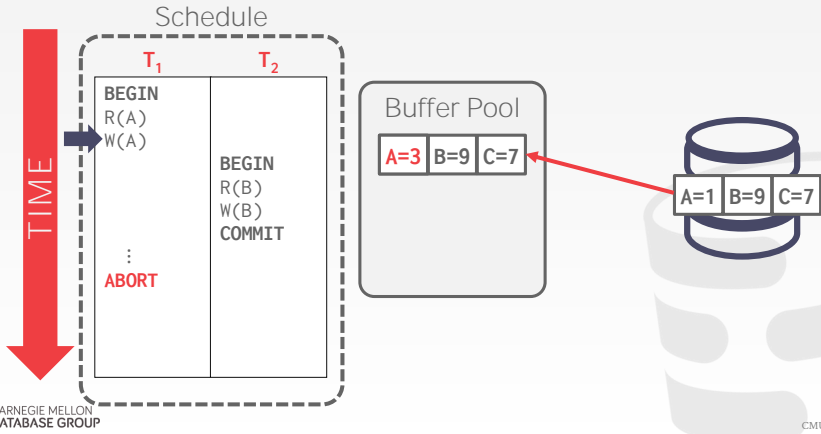 Schedule
TIME
T1 T2
BEGIN
R(A)
W(A)
⋮
ABORT
BEGIN
R(B)
W(B)
COMMIT
Buffer Pool
A=3 B=9 C=7
A=1 B=9 C=7
ARNEGIE MELLON
ATABASE GROUP
CMU